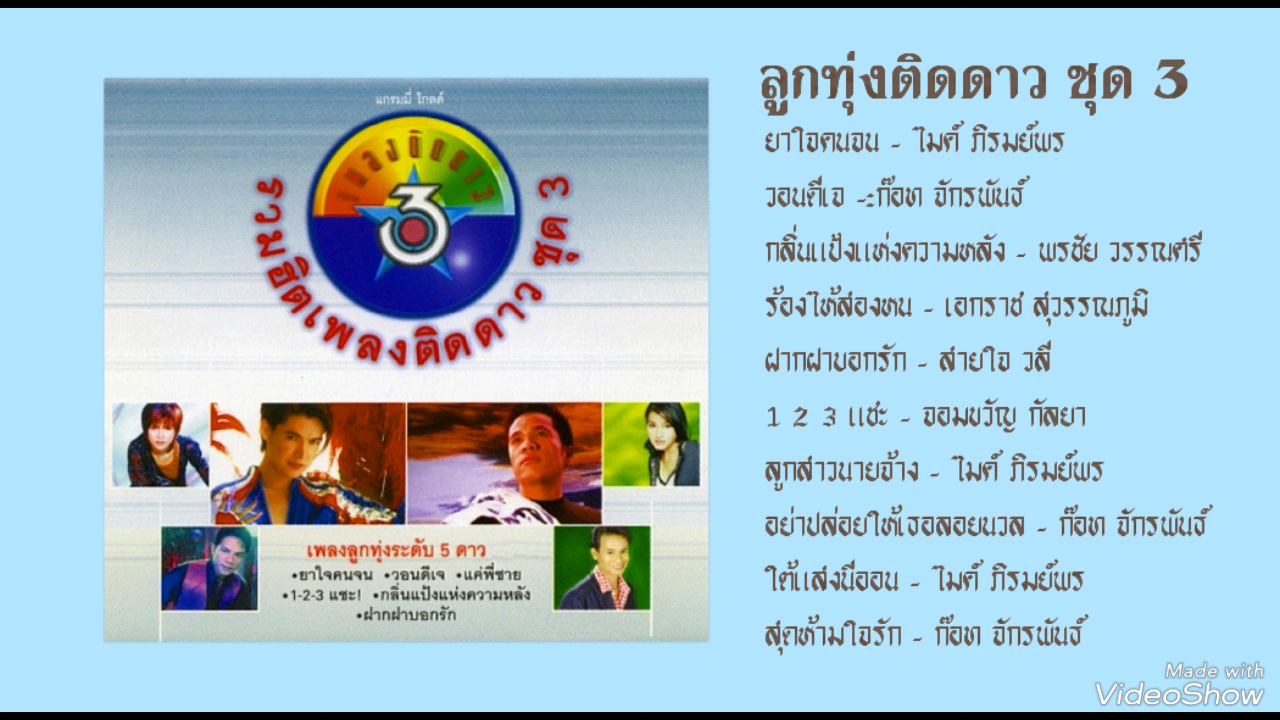 แกรมมี่ โกลด์
เพลงติดดาว
3
รวมฮิตเพลงติดดาว ชุด 3
เพลงลูกทุ่งระดับ 5 ดาว
•ยาใจคนจน •วอนดีเจ •แค่พี่ชาย
•1-2-3 แซะ! •กลิ่นแป้งแห่งความหลัง
•ฝากฝาบอกรัก
ลูกทุ่งติดดาว ชุด 3
ยาใจคนจน - ไมค์ ภิรมย์พร
วอนดีเจ -:ก๊อท จักรพันธ์
กลิ่นแป้งแห่งความหลัง - พรชัย วรรณศรี
ร้องไห้สองหน - เอกราช สุวรรณภูมิ
ฝากฝาบอกรัก - สายใจ วลี
1 2 3 แซะ - จอมขวัญ กัลยา
ลูกสาวนายจ้าง - ไมค์ ภิรมย์พร
อย่าปล่อยให้เธอลอยนวล - ก๊อท จักรพันธ์
ใต้แสงนีออน - ไมค์ ภิรมย์พร
สุดห้ามใจรัก - ก๊อท จักรพันธ์
Made with
VideoShow